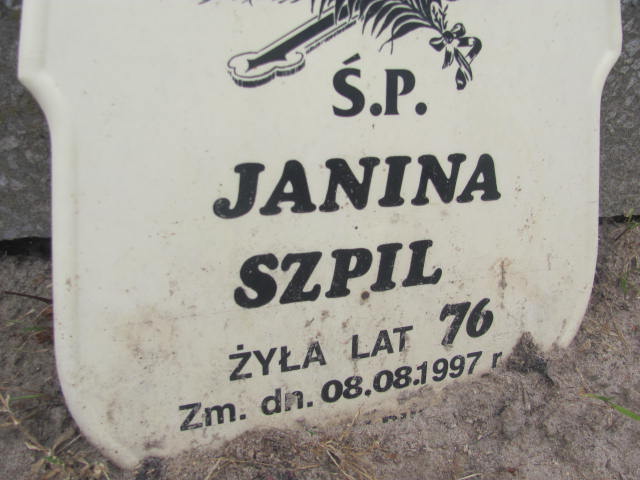 Ś.P.
JANINA
SZPIL
ŻYŁA LAT 76
Zm. dn. 08.08.1997 r